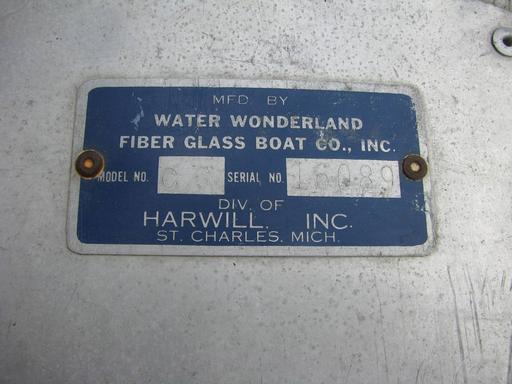 MFD. BY
WATER WONDERLAND
FIBER GLASS BOAT CO., INC.
MODEL NO. SERIAL NO. 16089
DIV. OF
HARWILL. INC.
ST. CHARLES. MICH.